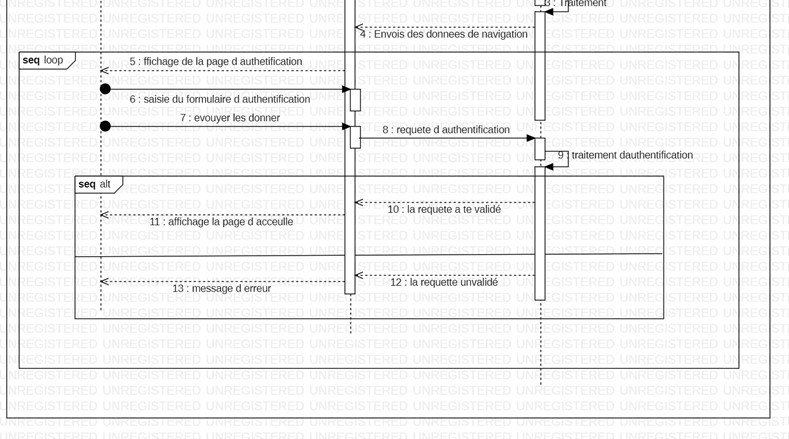 3 : Traitement
4 : Envois des donnees de navigation
seq loop
5 : ffichage de la page d authetification
6 : saisie du formulaire d authentification
7 : evouyer les donner
8 : requete d authentification
9 : traitement dauthentification
seq alt
10 : la requete a te validé
11 : affichage la page d acceulle
12 : la requette unvalidé
13 : message d erreur
UNREGISTERED